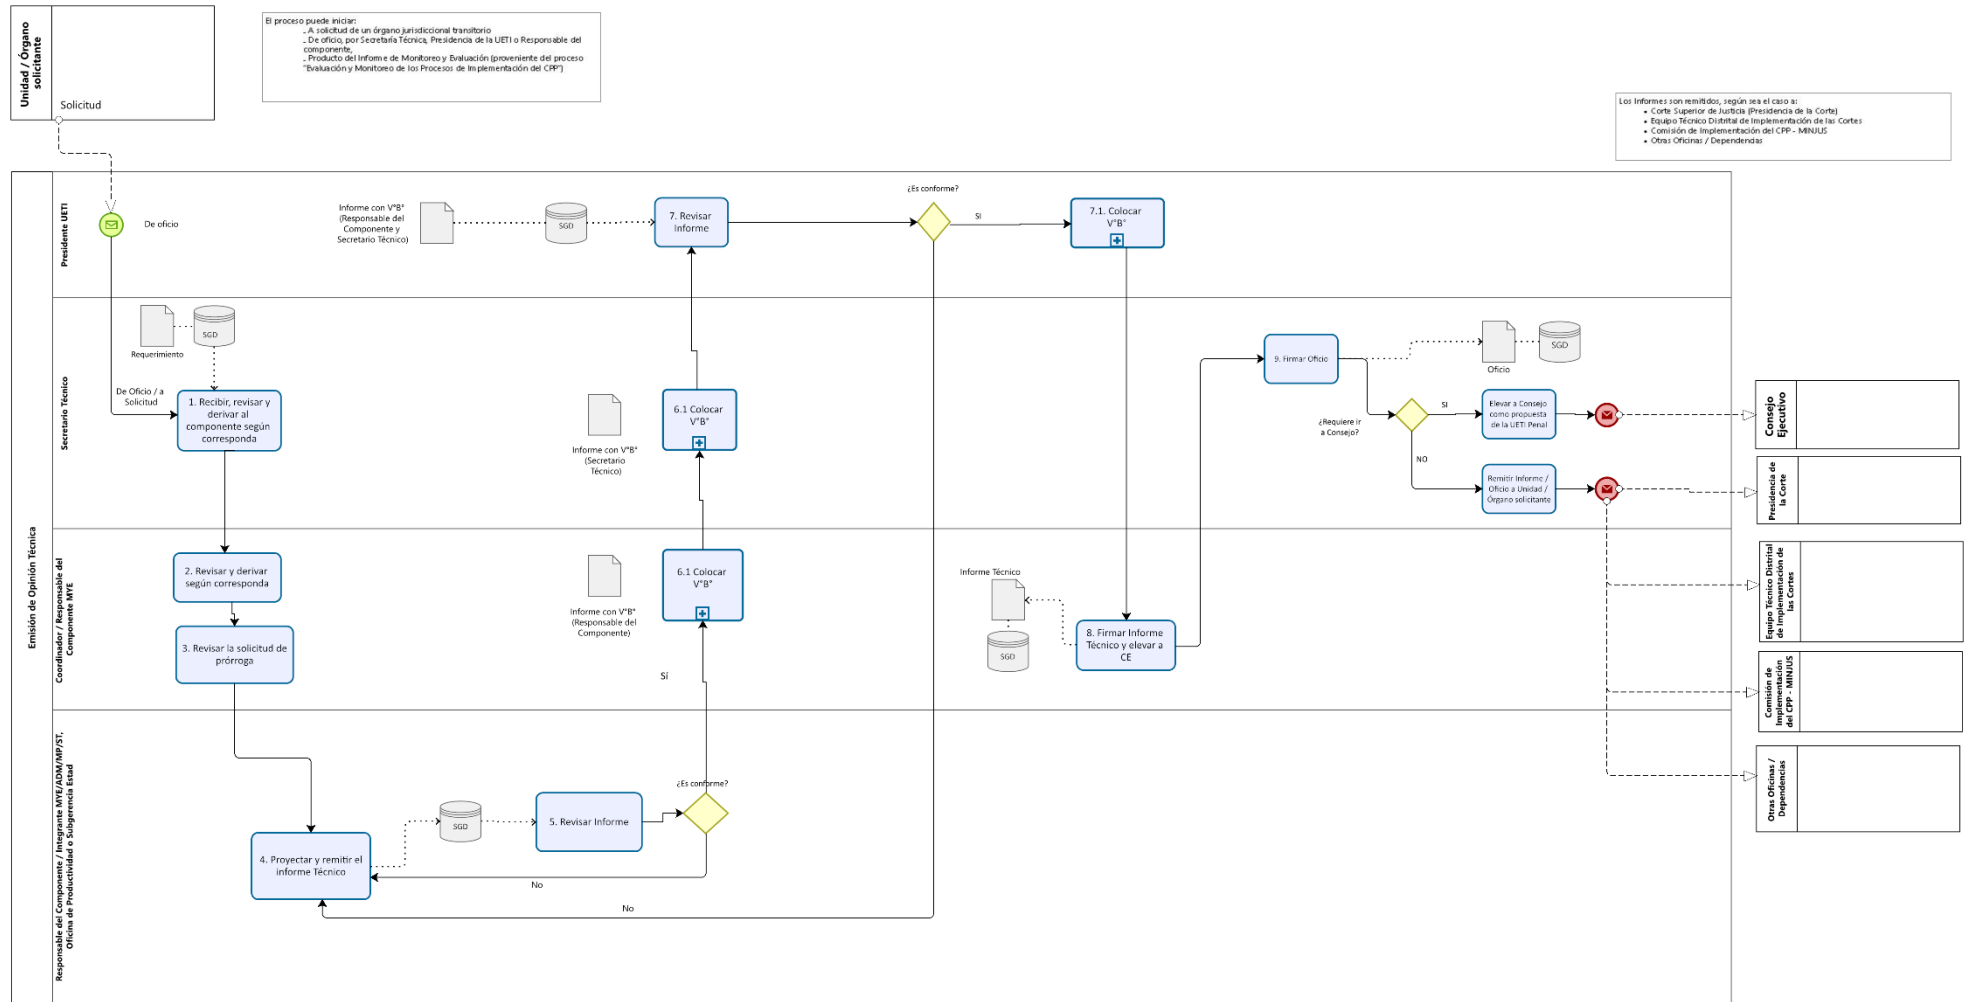 Unidad / Órgano
solicitante
Solicitud
El proceso puede iniciar:
- A solicitud de un órgano jurisdiccional transitorio
- De oficio, por Secretaría Técnica, Presidencia de la UETI o Responsable del
componente,
- Producto del Informe de Monitoreo y Evaluación (proveniente del proceso
"Evaluación y Monitoreo de los Procesos de Implementación del CPP")
Los Informes son remitidos, según sea el caso a:
• Corte Superior de Justicia (Presidencia de la Corte)
• Equipo Técnico Distrital de Implementación de las Cortes
• Comisión de Implementación del CPP - MINJUS
• Otras Oficinas / Dependencias
Emisión de Opinión Técnica
Presidente UETI
De oficio
Informe con V°B°
(Responsable del
Componente y
Secretario Técnico)
SGD
7. Revisar
Informe
¿Es conforme?
SI
7.1. Colocar
V°B°
Secretario Técnico
Requerimiento
SGD
De Oficio / a
Solicitud
1. Recibir, revisar y
derivar al
componente según
corresponda
Informe con V°B°
(Secretario
Técnico)
6.1 Colocar
V°B°
9. Firmar Oficio
Oficio
SGD
¿Requiere ir
a Consejo?
SI
NO
Elevar a Consejo
como propuesta
de la UETI Penal
Remitir Informe /
Oficio a Unidad /
Órgano solicitante
Consejo
Ejecutivo
Presidencia de
la Corte
Coordinador / Responsable del
Componente MYE
2. Revisar y derivar
según corresponda
3. Revisar la solicitud de
prórroga
Informe con V°B°
(Responsable del
Componente)
6.1 Colocar
V°B°
Sí
Informe Técnico
SGD
8. Firmar Informe
Técnico y elevar a
CE
Equipo Técnico Distrital
de Implementación de
las Cortes
Comisión de
Implementación
del CPP - MINJUS
Responsable del Componente / Integrante MYE/ADM/MP/ST,
Oficina de Productividad o Subgerencia Estad
4. Proyectar y remitir el
informe Técnico
SGD
5. Revisar Informe
¿Es conforme?
No
No
Otras Oficinas /
Dependencias